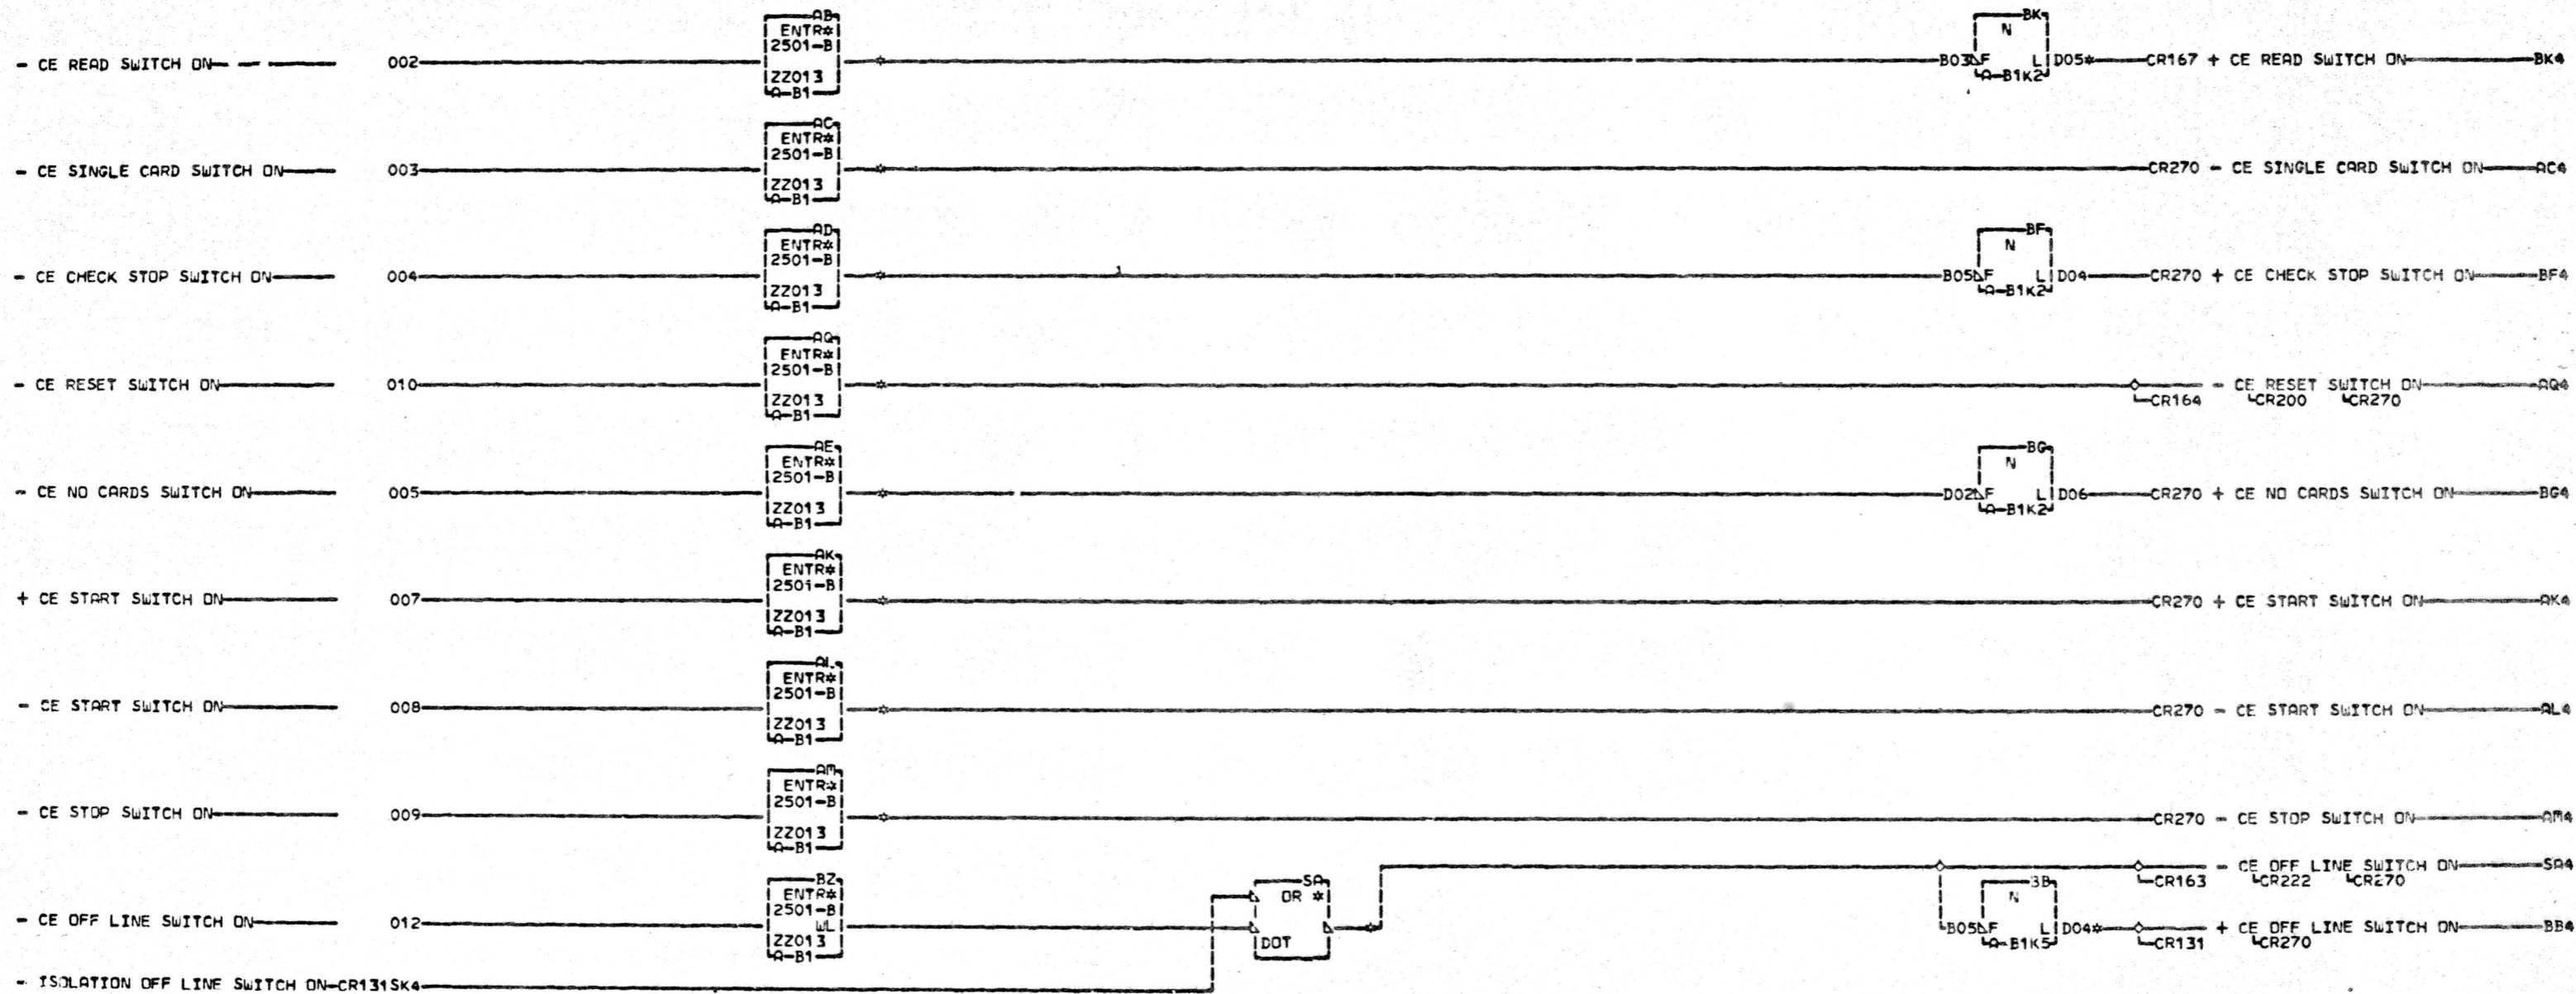 AB
ENTR*
2501-B
- CE READ SWITCH ON 002 * B03 F L D05* CR167 + CE READ SWITCH ON BK4
ZZ013
A-B1
BK
N
A-B1K2
AC
ENTR*
2501-B
- CE SINGLE CARD SWITCH ON 003 * CR270 - CE SINGLE CARD SWITCH ON AC4
ZZ013
A-B1
AD
ENTR*
2501-B
- CE CHECK STOP SWITCH ON 004 * B05 F L D04 CR270 + CE CHECK STOP SWITCH ON BF4
ZZ013
A-B1
BF
N
A-B1K2
AQ
ENTR*
2501-B
- CE RESET SWITCH ON 010 * - CE RESET SWITCH ON AQ4
ZZ013
A-B1
CR164 CR200 CR270
AE
ENTR*
2501-B
- CE NO CARDS SWITCH ON 005 * D02 F L D06 CR270 + CE NO CARDS SWITCH ON BG4
ZZ013
A-B1
BG
N
A-B1K2
AK
ENTR*
2501-B
+ CE START SWITCH ON 007 * CR270 + CE START SWITCH ON AK4
ZZ013
A-B1
AL
ENTR*
2501-B
- CE START SWITCH ON 008 * CR270 - CE START SWITCH ON AL4
ZZ013
A-B1
AM
ENTR*
2501-B
- CE STOP SWITCH ON 009 * CR270 - CE STOP SWITCH ON AM4
ZZ013
A-B1
BZ
ENTR*
2501-B
- CE OFF LINE SWITCH ON 012 WL
ZZ013
A-B1
SA
OR *
DOT
*
- CE OFF LINE SWITCH ON SA4
CR163 CR222 CR270
N
B05 F L D04* + CE OFF LINE SWITCH ON BB4
A-B1K5
CR131 CR270
- ISOLATION OFF LINE SWITCH ON CR131SK4